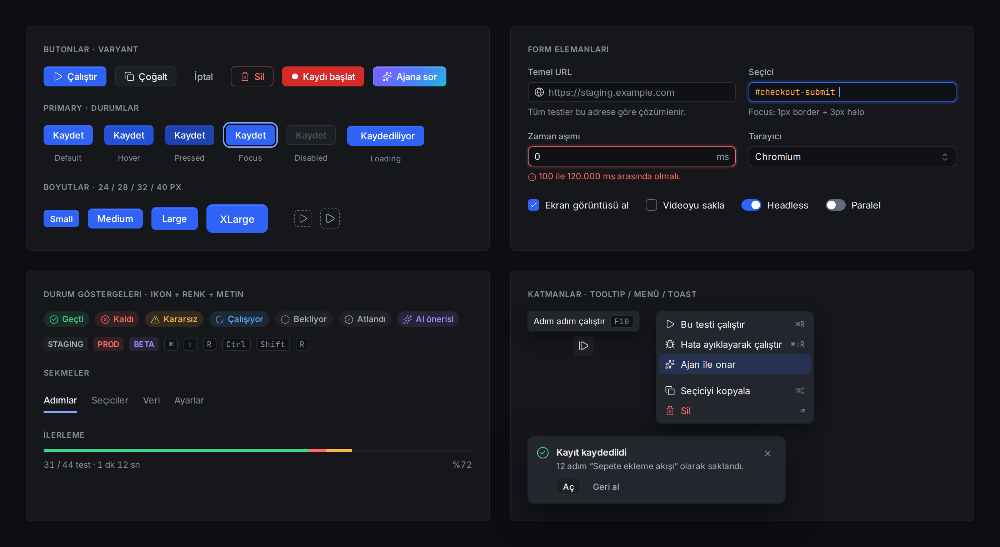 BUTONLAR · VARYANT
Çalıştır Çoğalt İptal Sil Kaydı başlat Ajana sor
PRIMARY · DURUMLAR
Kaydet Kaydet Kaydet Kaydet Kaydet Kaydediliyor
Default Hover Pressed Focus Disabled Loading
BOYUTLAR · 24 / 28 / 32 / 40 PX
Small Medium Large XLarge
FORM ELEMANLARI
Temel URL
https://staging.example.com
Tüm testler bu adrese göre çözümlenir.
Seçici
#checkout-submit
Focus: 1px border + 3px halo
Zaman aşımı
0 ms
100 ile 120.000 ms arasında olmalı.
Tarayıcı
Chromium
Ekran görüntüsü al Videoyu sakla Headless Paralel
DURUM GÖSTERGELERİ · IKON + RENK + METIN
Geçti Kaldı Kararsız Çalışıyor Bekliyor Atlandı AI önerisi
STAGING PROD BETA ⌘ ⇧ R Ctrl Shift R
SEKMELER
Adımlar Seçiciler Veri Ayarlar
İLERLEME
31 / 44 test · 1 dk 12 sn %72
KATMANLAR · TOOLTIP / MENÜ / TOAST
Adım adım çalıştır F10
Bu testi çalıştır ⌘R
Hata ayıklayarak çalıştır ⌘⇧R
Ajan ile onar
Seçiciyi kopyala ⌘C
Sil ⌫
Kayıt kaydedildi
12 adım “Sepete ekleme akışı” olarak saklandı.
Aç Geri al